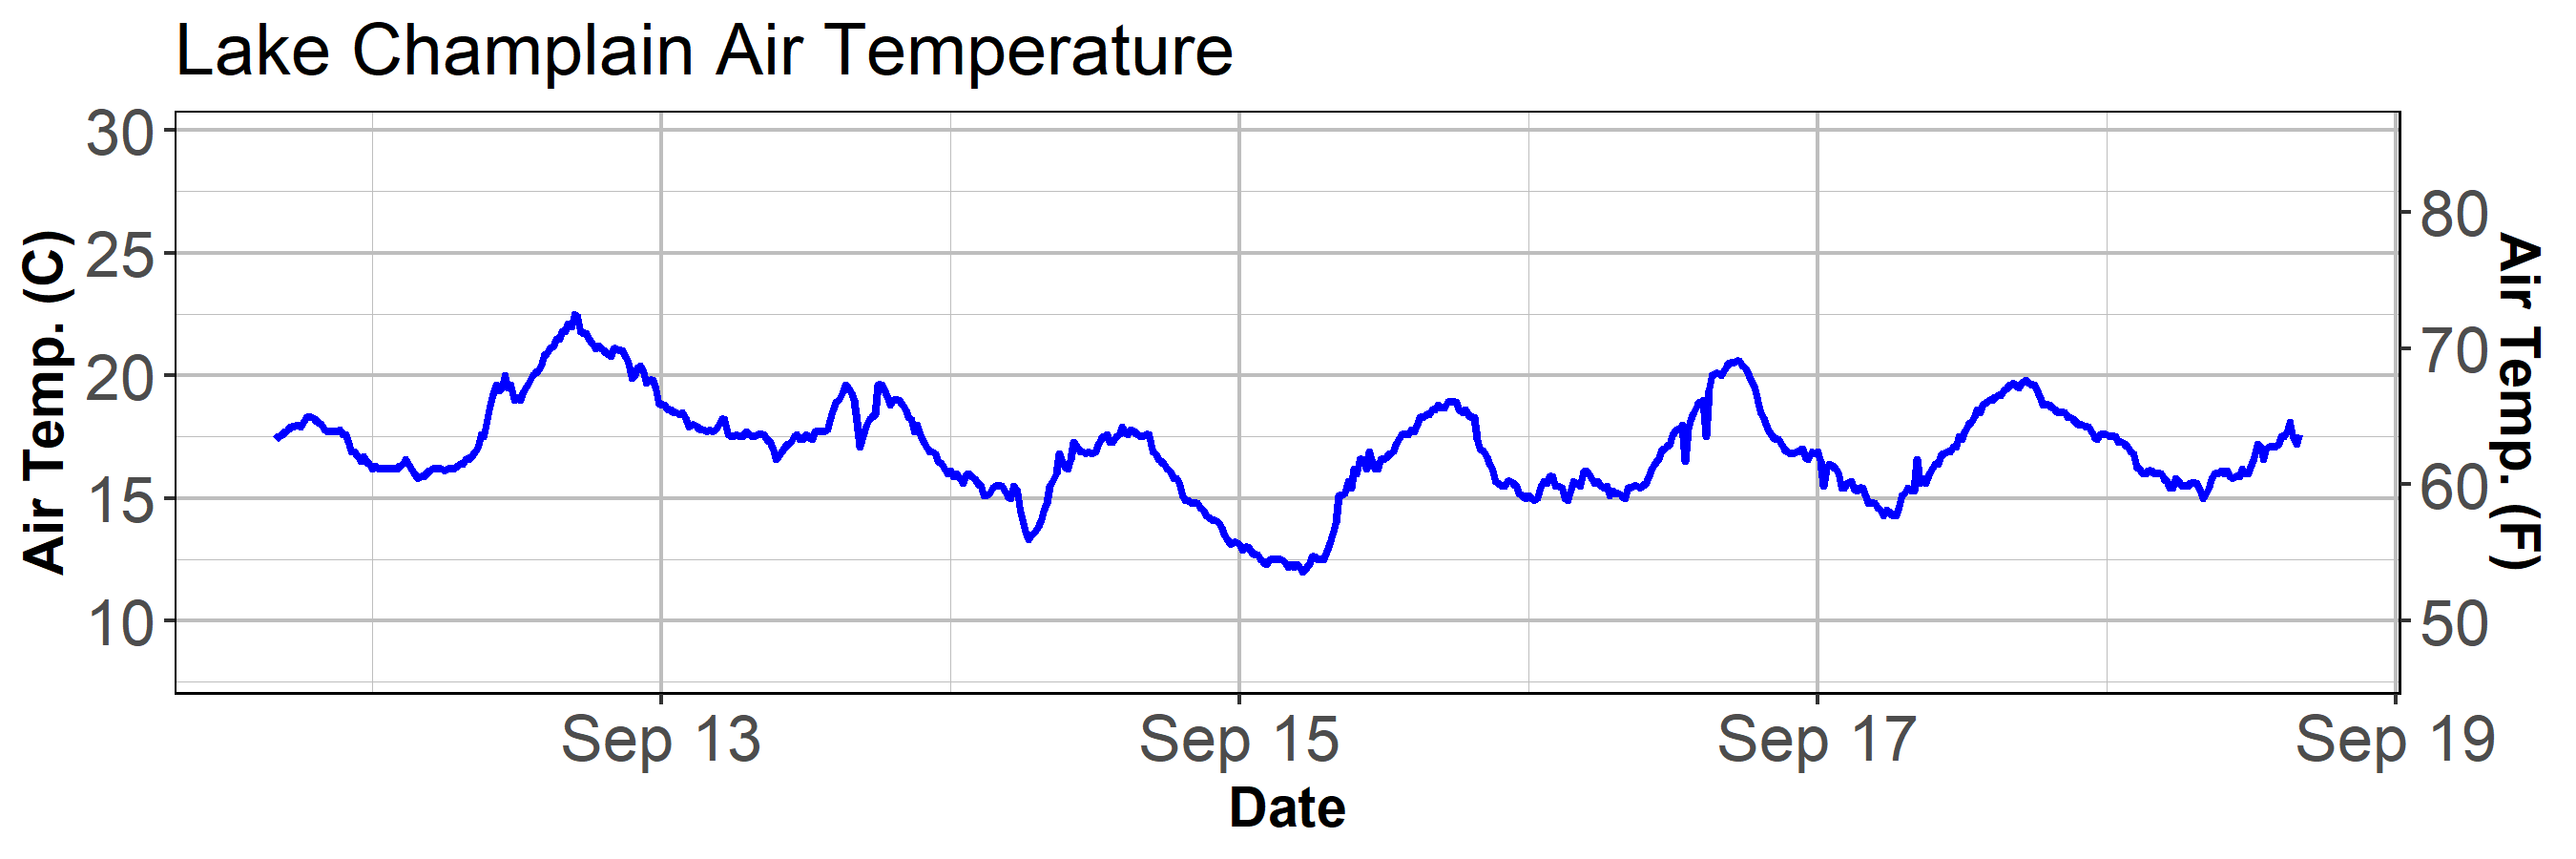 Lake Champlain Air Temperature
Air Temp. (C)
30
25
20
15
10
80
70
60
50
Air Temp. (F)
Sep 13
Sep 15
Sep 17
Sep 19
Date